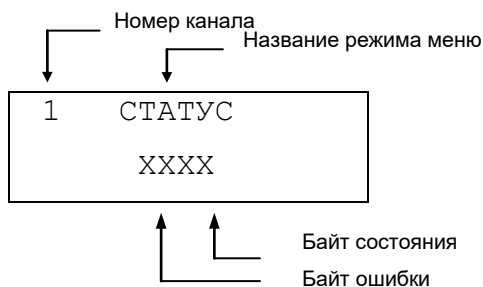 Номер канала
Название режима меню
1 СТАТУС
XXXX
Байт состояния
Байт ошибки